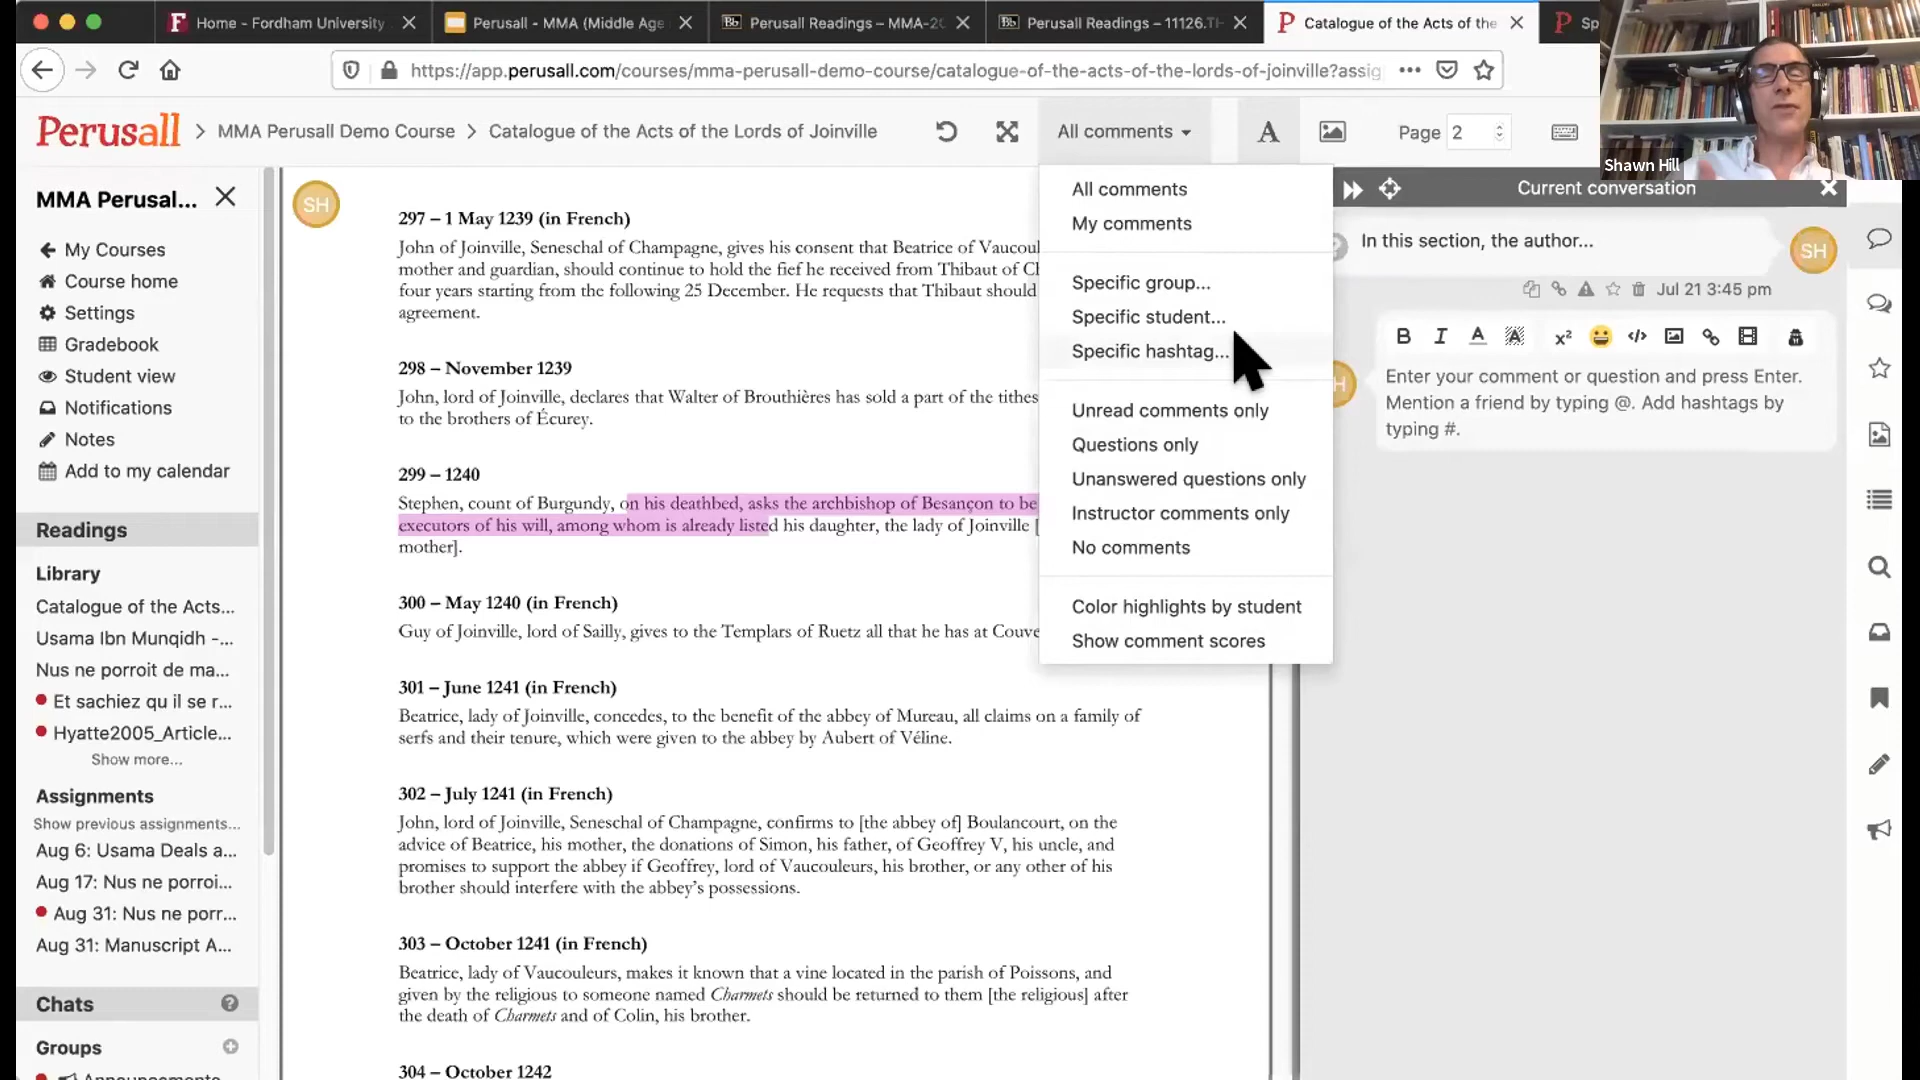 Home - Fordham University
Perusall - MMA (Middle Age
Bb Perusall Readings – MMA-20
Bb Perusall Readings – 11126.TH
Catalogue of the Acts of the
Sp
https://app.perusall.com/courses/mma-perusall-demo-course/catalogue-of-the-acts-of-the-lords-of-joinville?assig
Perusall > MMA Perusall Demo Course > Catalogue of the Acts of the Lords of Joinville
All comments
A
Page 2
Shawn Hill
MMA Perusal...
My Courses
Course home
Settings
Gradebook
Student view
Notifications
Notes
Add to my calendar
Readings
Library
Catalogue of the Acts...
Usama Ibn Munqidh -...
Nus ne porroit de ma...
Et sachiez qu il se r...
Hyatte2005_Article...
Show more...
Assignments
Show previous assignments...
Aug 6: Usama Deals a...
Aug 17: Nus ne porroi...
Aug 31: Nus ne porr...
Aug 31: Manuscript A...
Chats
Groups
Announcements
SH
297 – 1 May 1239 (in French)
John of Joinville, Seneschal of Champagne, gives his consent that Beatrice of Vaucoul
mother and guardian, should continue to hold the fief he received from Thibaut of Ch
four years starting from the following 25 December. He requests that Thibaut should
agreement.
298 – November 1239
John, lord of Joinville, declares that Walter of Brouthières has sold a part of the tithes
to the brothers of Écurey.
299 – 1240
Stephen, count of Burgundy, on his deathbed, asks the archbishop of Besançon to be
executors of his will, among whom is already listed his daughter, the lady of Joinville [
mother].
300 – May 1240 (in French)
Guy of Joinville, lord of Sailly, gives to the Templars of Ruetz all that he has at Couve
301 – June 1241 (in French)
Beatrice, lady of Joinville, concedes, to the benefit of the abbey of Mureau, all claims on a family of
serfs and their tenure, which were given to the abbey by Aubert of Véline.
302 – July 1241 (in French)
John, lord of Joinville, Seneschal of Champagne, confirms to [the abbey of] Boulancourt, on the
advice of Beatrice, his mother, the donations of Simon, his father, of Geoffrey V, his uncle, and
promises to support the abbey if Geoffrey, lord of Vaucouleurs, his brother, or any other of his
brother should interfere with the abbey's possessions.
303 – October 1241 (in French)
Beatrice, lady of Vaucouleurs, makes it known that a vine located in the parish of Poissons, and
given by the religious to someone named Charmets should be returned to them [the religious] after
the death of Charmets and of Colin, his brother.
304 – October 1242
All comments
My comments
Specific group...
Specific student...
Specific hashtag...
Unread comments only
Questions only
Unanswered questions only
Instructor comments only
No comments
Color highlights by student
Show comment scores
Current conversation
In this section, the author...
SH
Jul 21 3:45 pm
B I A A x² </>
H
Enter your comment or question and press Enter.
Mention a friend by typing @. Add hashtags by
typing #.